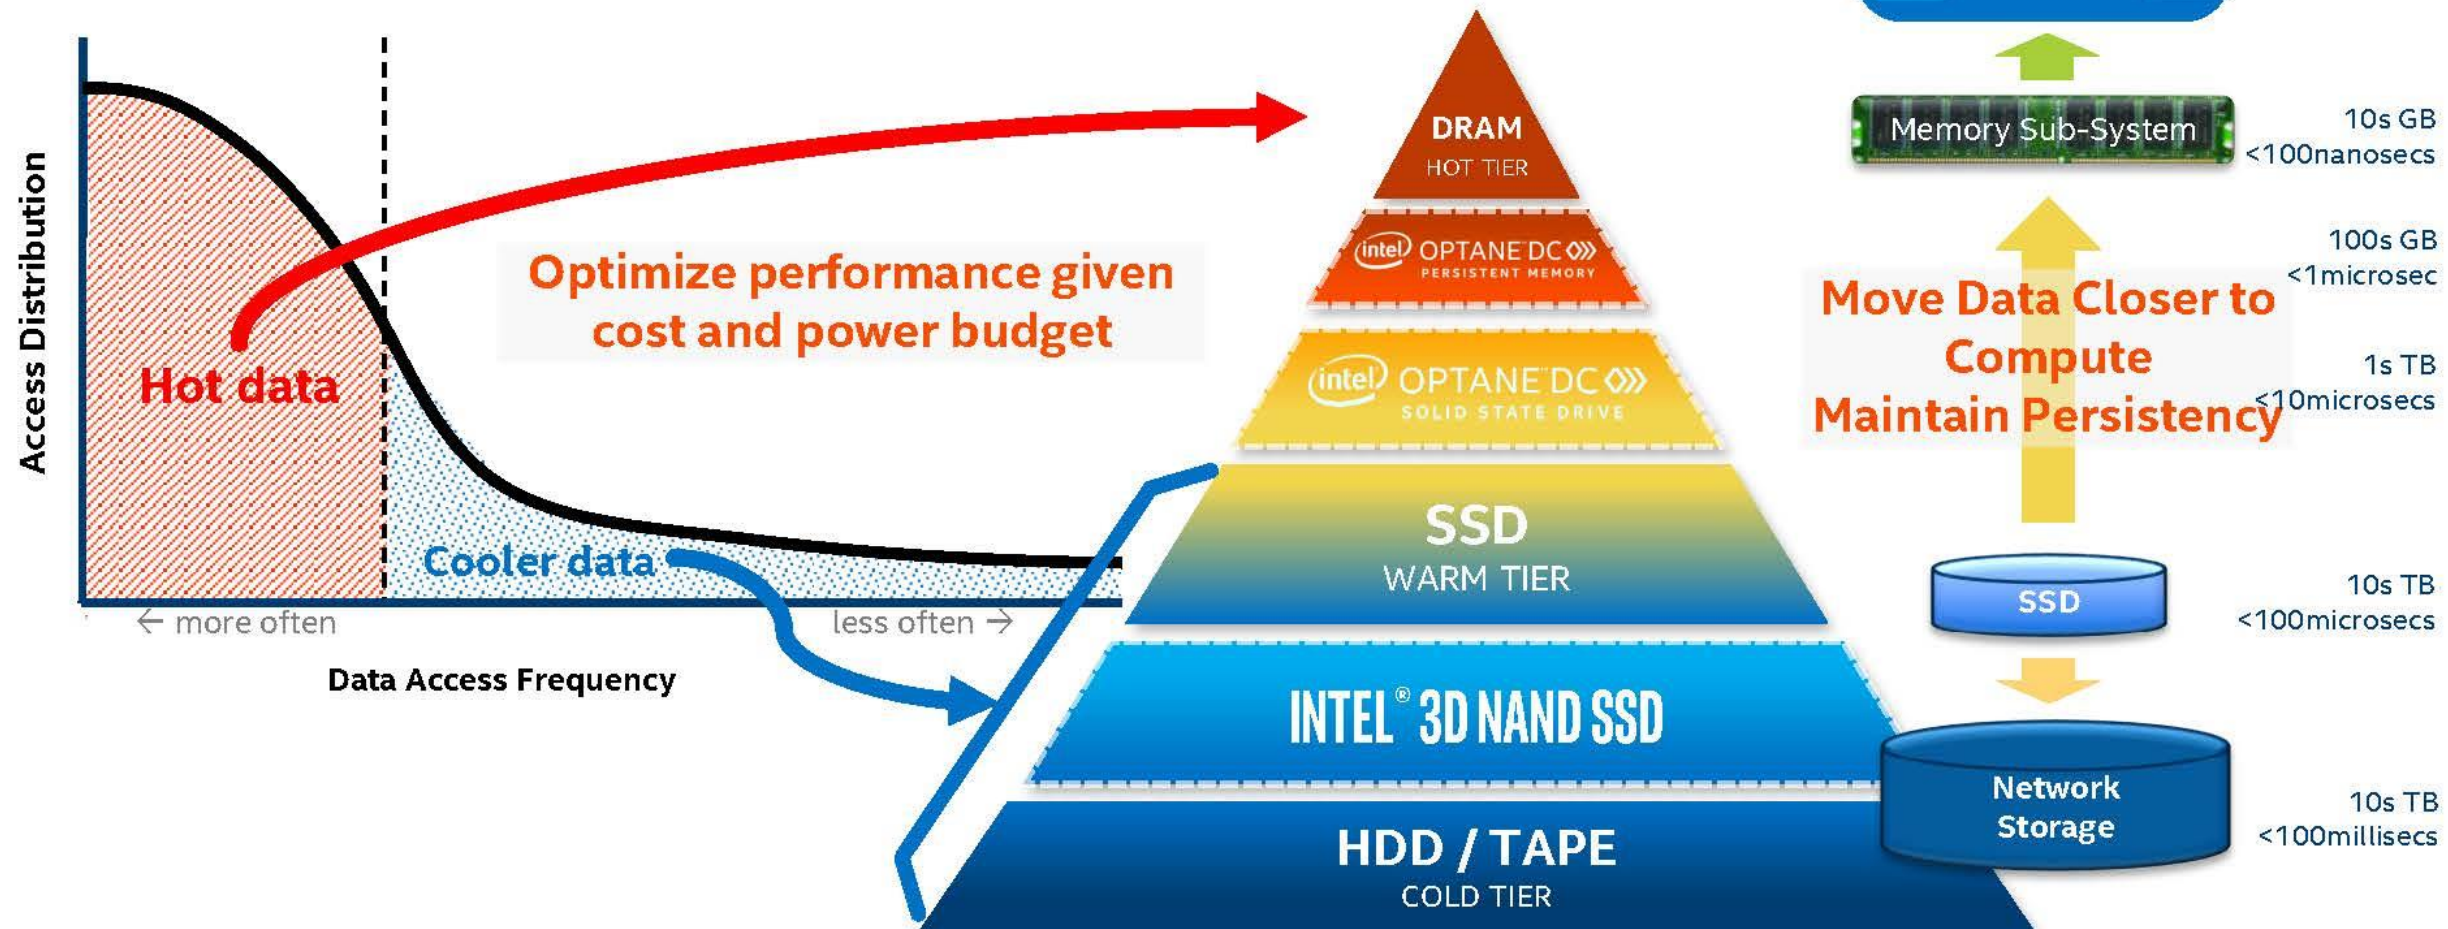 Access Distribution
Hot data
Cooler data
← more often
less often →
Data Access Frequency
Optimize performance given
cost and power budget
DRAM
HOT TIER
intel OPTANE DC
PERSISTENT MEMORY
intel OPTANE DC
SOLID STATE DRIVE
SSD
WARM TIER
INTEL® 3D NAND SSD
HDD / TAPE
COLD TIER
Memory Sub-System
10s GB
<100nanosecs
100s GB
<1microsec
Move Data Closer to
Compute
Maintain Persistency
1s TB
<10microsecs
SSD
10s TB
<100microsecs
Network
Storage
10s TB
<100millisecs